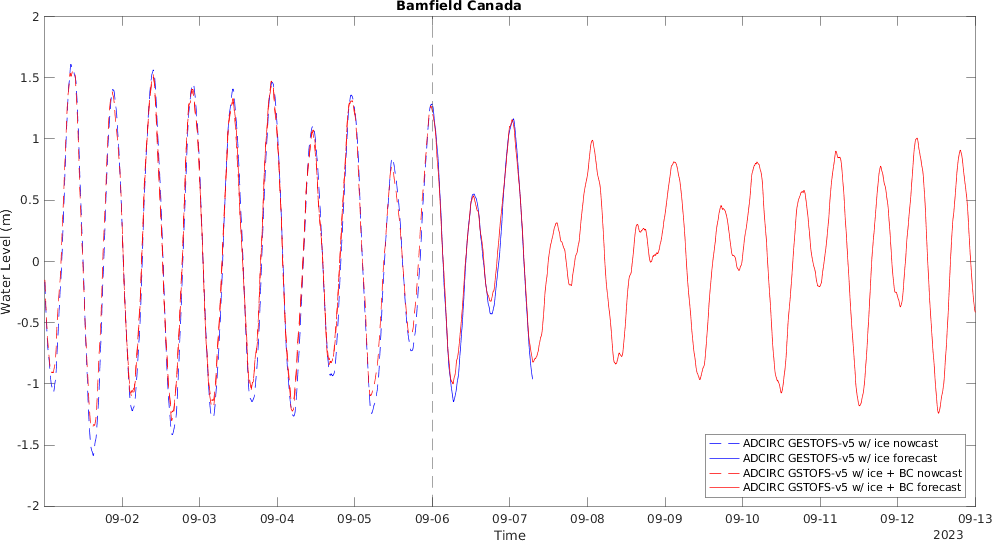 Bamfield Canada
2
1.5
1
0.5
0
-0.5
-1
-1.5
-2
Water Level (m)
ADCIRC GESTOFS-v5 w/ ice nowcast
ADCIRC GESTOFS-v5 w/ ice forecast
ADCIRC GSTOFS-v5 w/ ice + BC nowcast
ADCIRC GSTOFS-v5 w/ ice + BC forecast
09-02 09-03 09-04 09-05 09-06 09-07 09-08 09-09 09-10 09-11 09-12 09-13
Time
2023